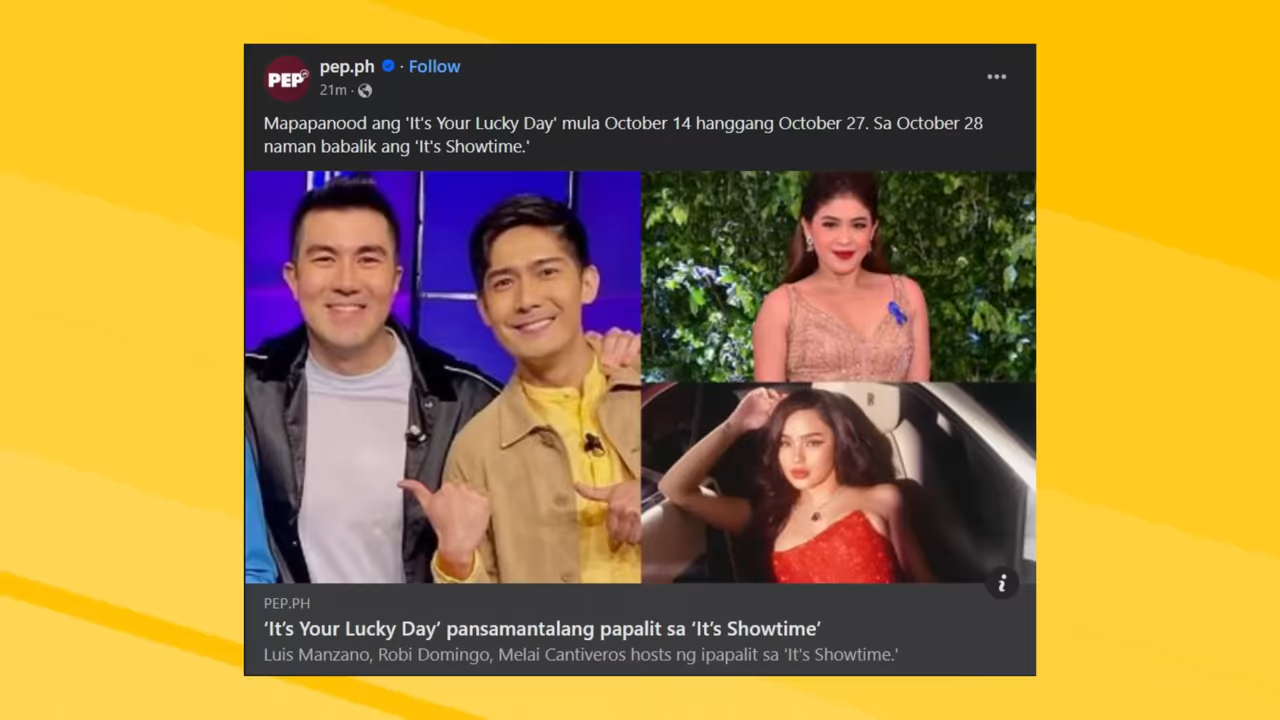 PEP.ph
pep.ph · Follow
21m ·
Mapapanood ang 'It's Your Lucky Day' mula October 14 hanggang October 27. Sa October 28
naman babalik ang 'It's Showtime.'
R
PEP.PH
‘It’s Your Lucky Day’ pansamantalang papalit sa ‘It’s Showtime’
Luis Manzano, Robi Domingo, Melai Cantiveros hosts ng ipapalit sa 'It's Showtime.'